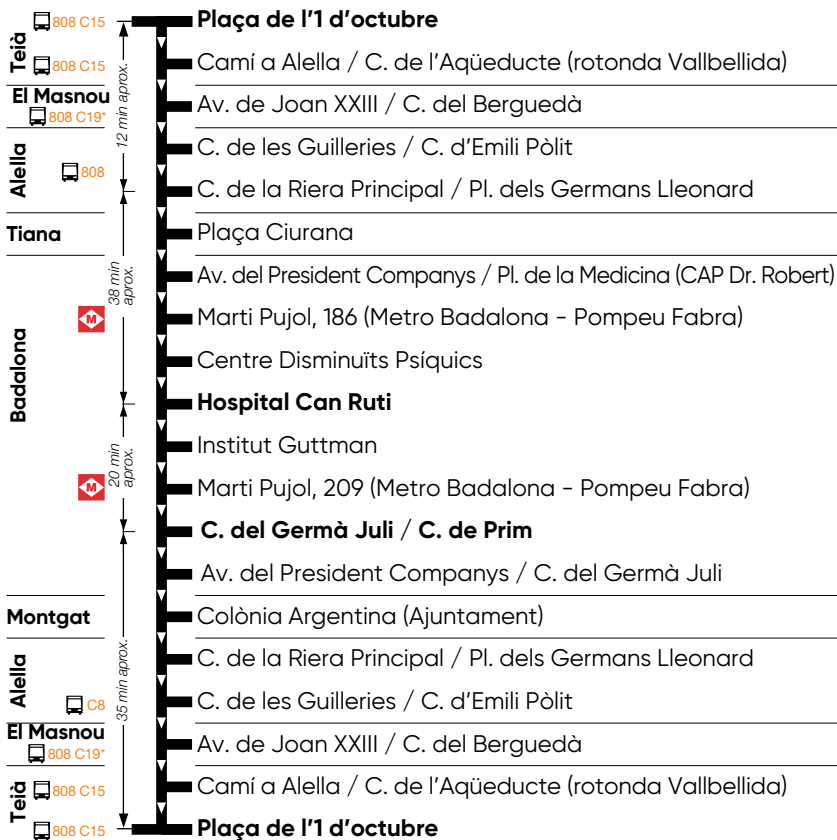 Teià
808 C15
Plaça de l'1 d'octubre
808 C15
Camí a Alella / C. de l'Aqüeducte (rotonda Vallbellida)
El Masnou
808 C19*
Av. de Joan XXIII / C. del Berguedà
12 min aprox.
Alella
C. de les Guilleries / C. d'Emili Pòlit
808
C. de la Riera Principal / Pl. dels Germans Lleonard
Tiana
Plaça Ciurana
38 min
aprox.
Badalona
Av. del President Companys / Pl. de la Medicina (CAP Dr. Robert)
M
Marti Pujol, 186 (Metro Badalona - Pompeu Fabra)
Centre Disminuïts Psíquics
Hospital Can Ruti
20 min
aprox.
Institut Guttman
M
Marti Pujol, 209 (Metro Badalona - Pompeu Fabra)
C. del Germà Juli / C. de Prim
Av. del President Companys / C. del Germà Juli
Montgat
Colònia Argentina (Ajuntament)
35 min aprox.
Alella
C. de la Riera Principal / Pl. dels Germans Lleonard
C8
C. de les Guilleries / C. d'Emili Pòlit
El Masnou
808 C19*
Av. de Joan XXIII / C. del Berguedà
Teià
808 C15
Camí a Alella / C. de l'Aqüeducte (rotonda Vallbellida)
808 C15
Plaça de l'1 d'octubre